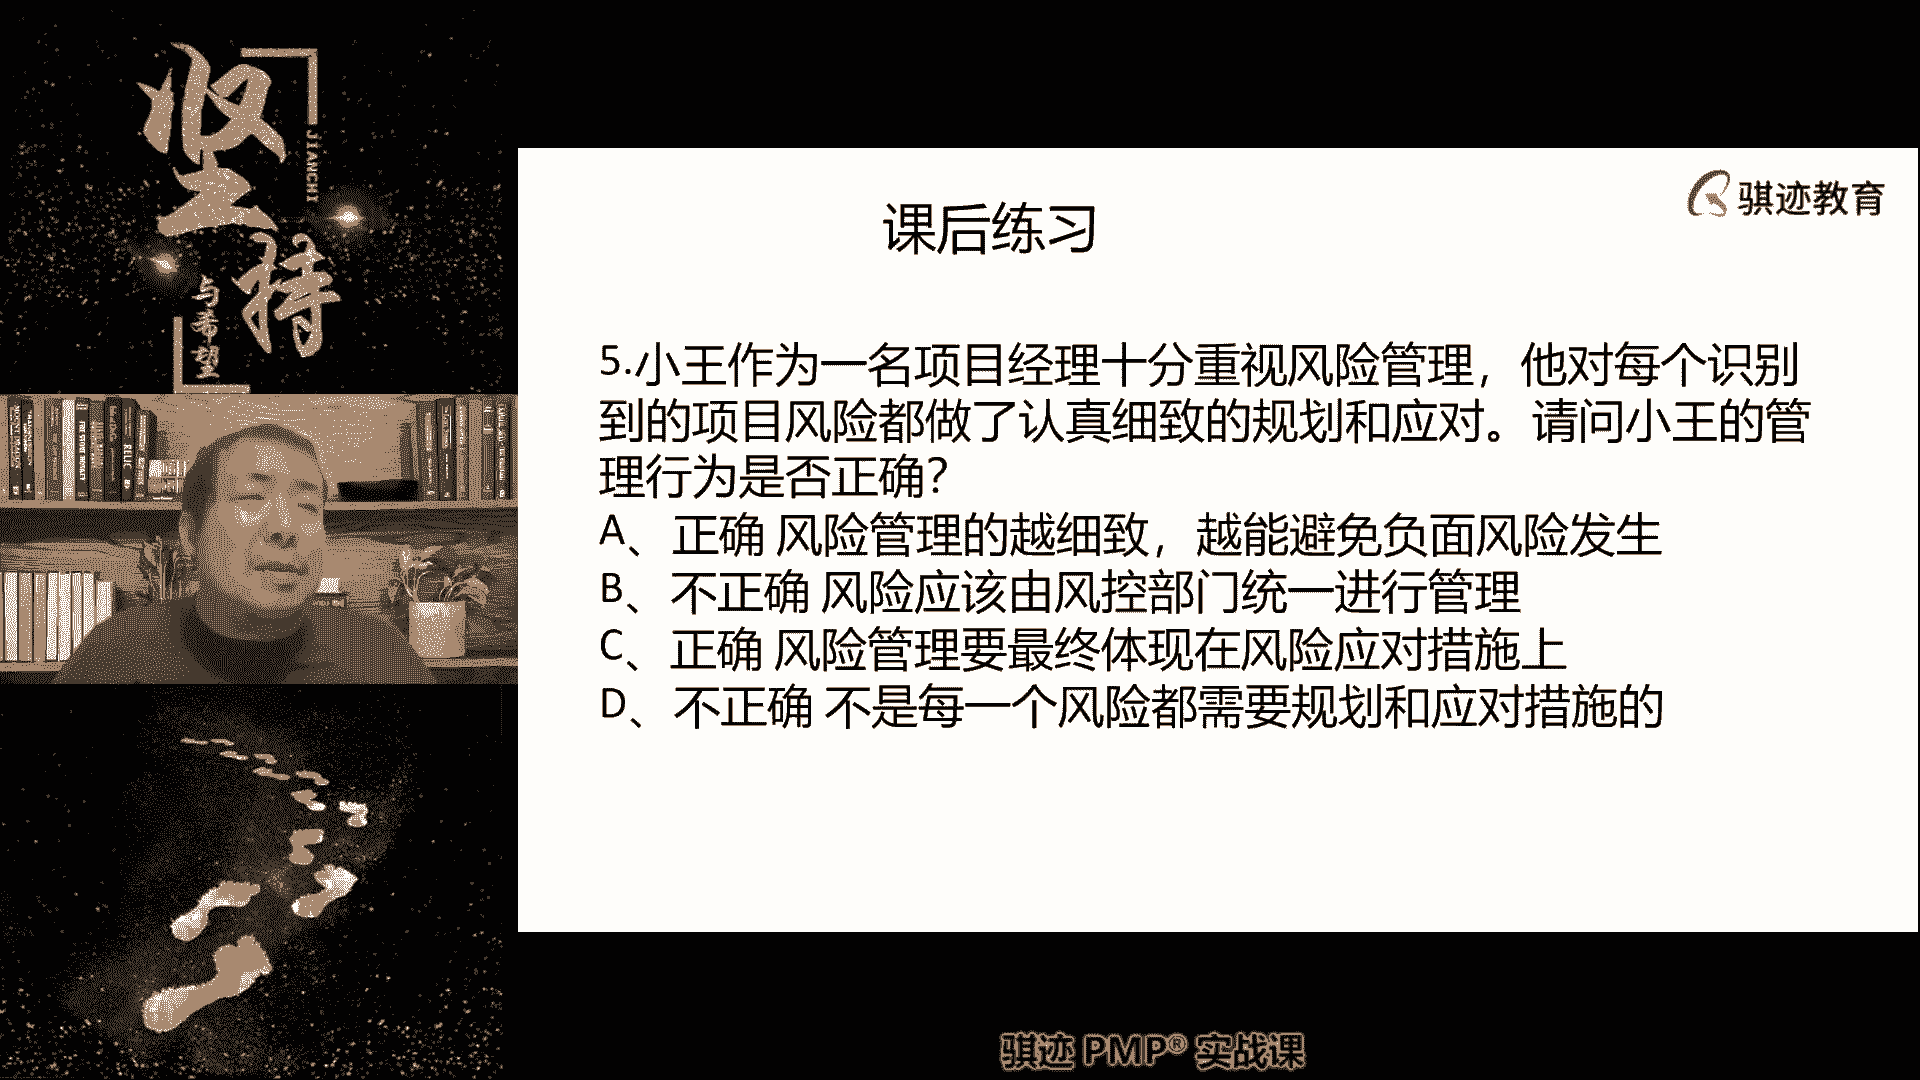 坚持
JIANCHI
与希望
骐迹教育
课后练习
5.小王作为一名项目经理十分重视风险管理，他对每个识别
到的项目风险都做了认真细致的规划和应对。请问小王的管
理行为是否正确？
A、正确 风险管理的越细致，越能避免负面风险发生
B、不正确 风险应该由风控部门统一进行管理
C、正确 风险管理要最终体现在风险应对措施上
D、不正确 不是每一个风险都需要规划和应对措施的
骐迹 PMP® 实战课